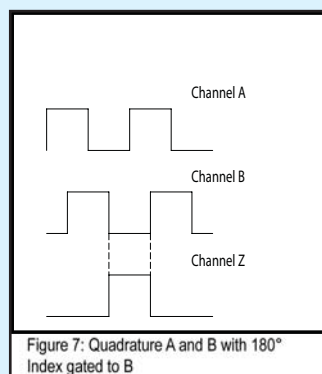 Channel A
Channel B
Channel Z
Figure 7: Quadrature A and B with 180°
Index gated to B